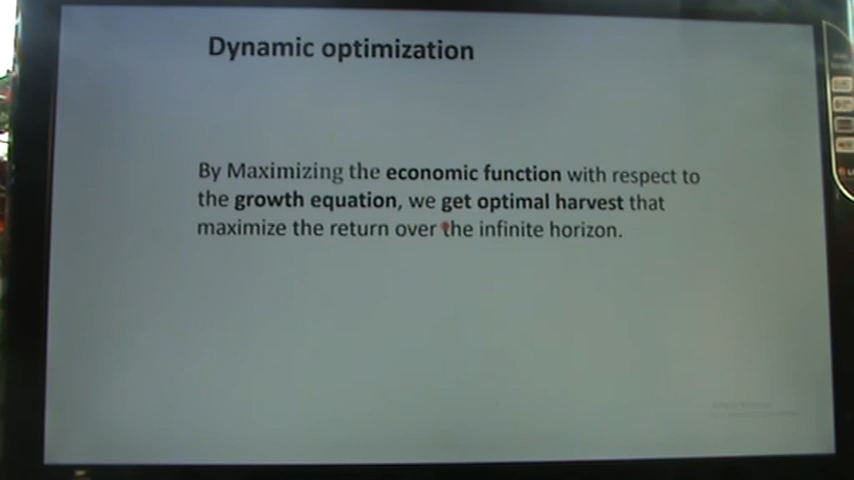 Dynamic optimization
By Maximizing the economic function with respect to
the growth equation, we get optimal harvest that
maximize the return over the infinite horizon.